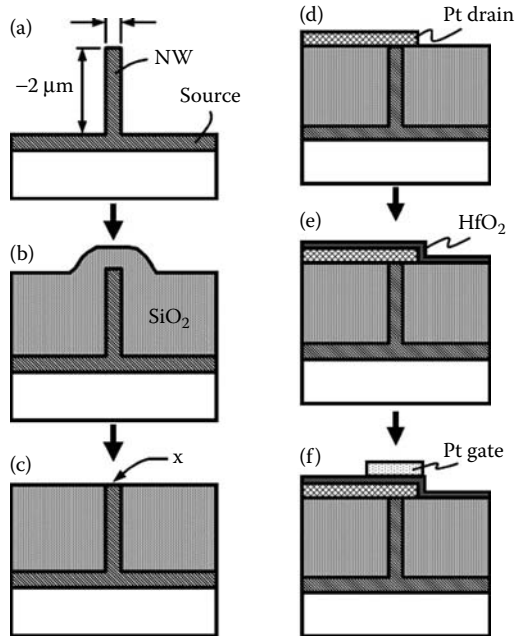 (a)
NW
−2 μm
Source
(b)
SiO₂
(c)
x
(d)
Pt drain
(e)
HfO₂
(f)
Pt gate